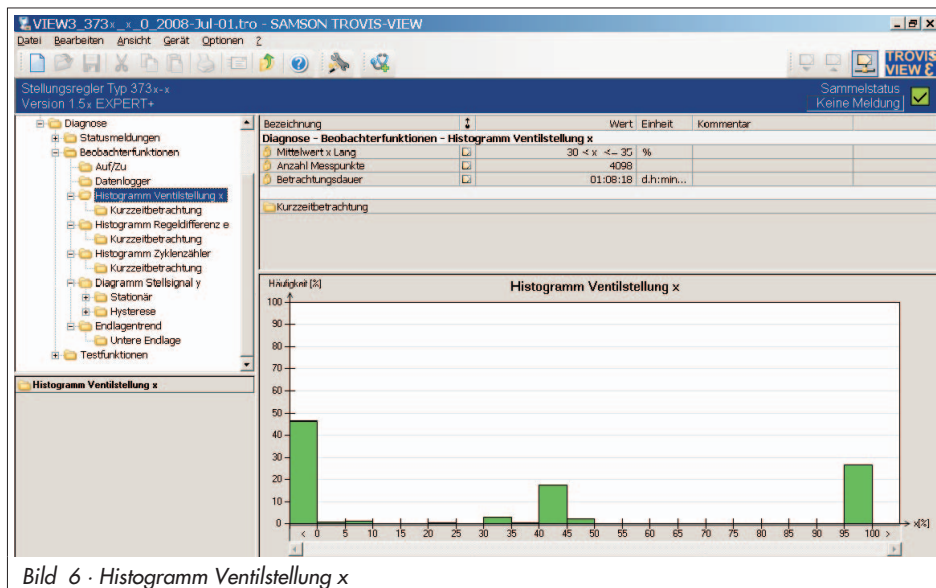 VIEW3_373x_x_0_2008-Jul-01.tro - SAMSON TROVIS-VIEW
Datei Bearbeiten Ansicht Gerät Optionen ?
TROVIS
VIEW 3
Stellungsregler Typ 373x-x
Version 1.5x EXPERT+
Sammelstatus
Keine Meldung
Diagnose
Statusmeldungen
Beobachterfunktionen
Auf/Zu
Datenlogger
Histogramm Ventilstellung x
Kurzzeitbetrachtung
Histogramm Regeldifferenz e
Kurzzeitbetrachtung
Histogramm Zyklenzähler
Kurzzeitbetrachtung
Diagramm Stellsignal y
Stationär
Hysterese
Endlagentrend
Untere Endlage
Testfunktionen
Histogramm Ventilstellung x
Bezeichnung Wert Einheit Kommentar
Diagnose - Beobachterfunktionen - Histogramm Ventilstellung x
Mittelwert x Lang 30 < x <= 35 %
Anzahl Messpunkte 4098
Betrachtungsdauer 01:08:18 d.h:min...
Kurzzeitbetrachtung
Häufigkeit [%]
Histogramm Ventilstellung x
100
90
80
70
60
50
40
30
20
10
0
< 0 5 10 15 20 25 30 35 40 45 50 55 60 65 70 75 80 85 90 95 100 > x[%]
Bild 6 · Histogramm Ventilstellung x